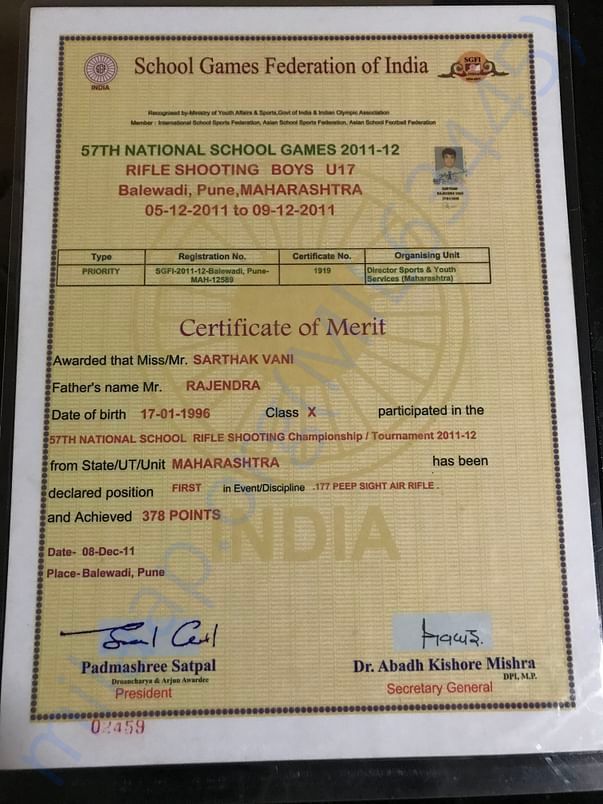 SGFI
INDIA
School Games Federation of India
Recognised by-Ministry of Youth Affairs & Sports,Govt of India & Indian Olympic Association
Member : International School Sports Federation, Asian School Sports Federation, Asian School Football Federation
57TH NATIONAL SCHOOL GAMES 2011-12
RIFLE SHOOTING BOYS U17
Balewadi, Pune,MAHARASHTRA
05-12-2011 to 09-12-2011
SARTHAK
RAJENDRA VANI
Type Registration No. Certificate No. Organising Unit
PRIORITY SGFI-2011-12-Balewadi, Pune- 1919 Director Sports & Youth
MAH-12589 Services (Maharashtra)
Certificate of Merit
Awarded that Miss/Mr. SARTHAK VANI
Father's name Mr. RAJENDRA
Date of birth 17-01-1996 Class X participated in the
57TH NATIONAL SCHOOL RIFLE SHOOTING Championship / Tournament 2011-12
from State/UT/Unit MAHARASHTRA has been
declared position FIRST in Event/Discipline .177 PEEP SIGHT AIR RIFLE .
and Achieved 378 POINTS
INDIA
Date- 08-Dec-11
Place- Balewadi, Pune
Padmashree Satpal
Dronancharya & Arjun Awardee
President
Dr. Abadh Kishore Mishra
DPI, M.P.
Secretary General
02459